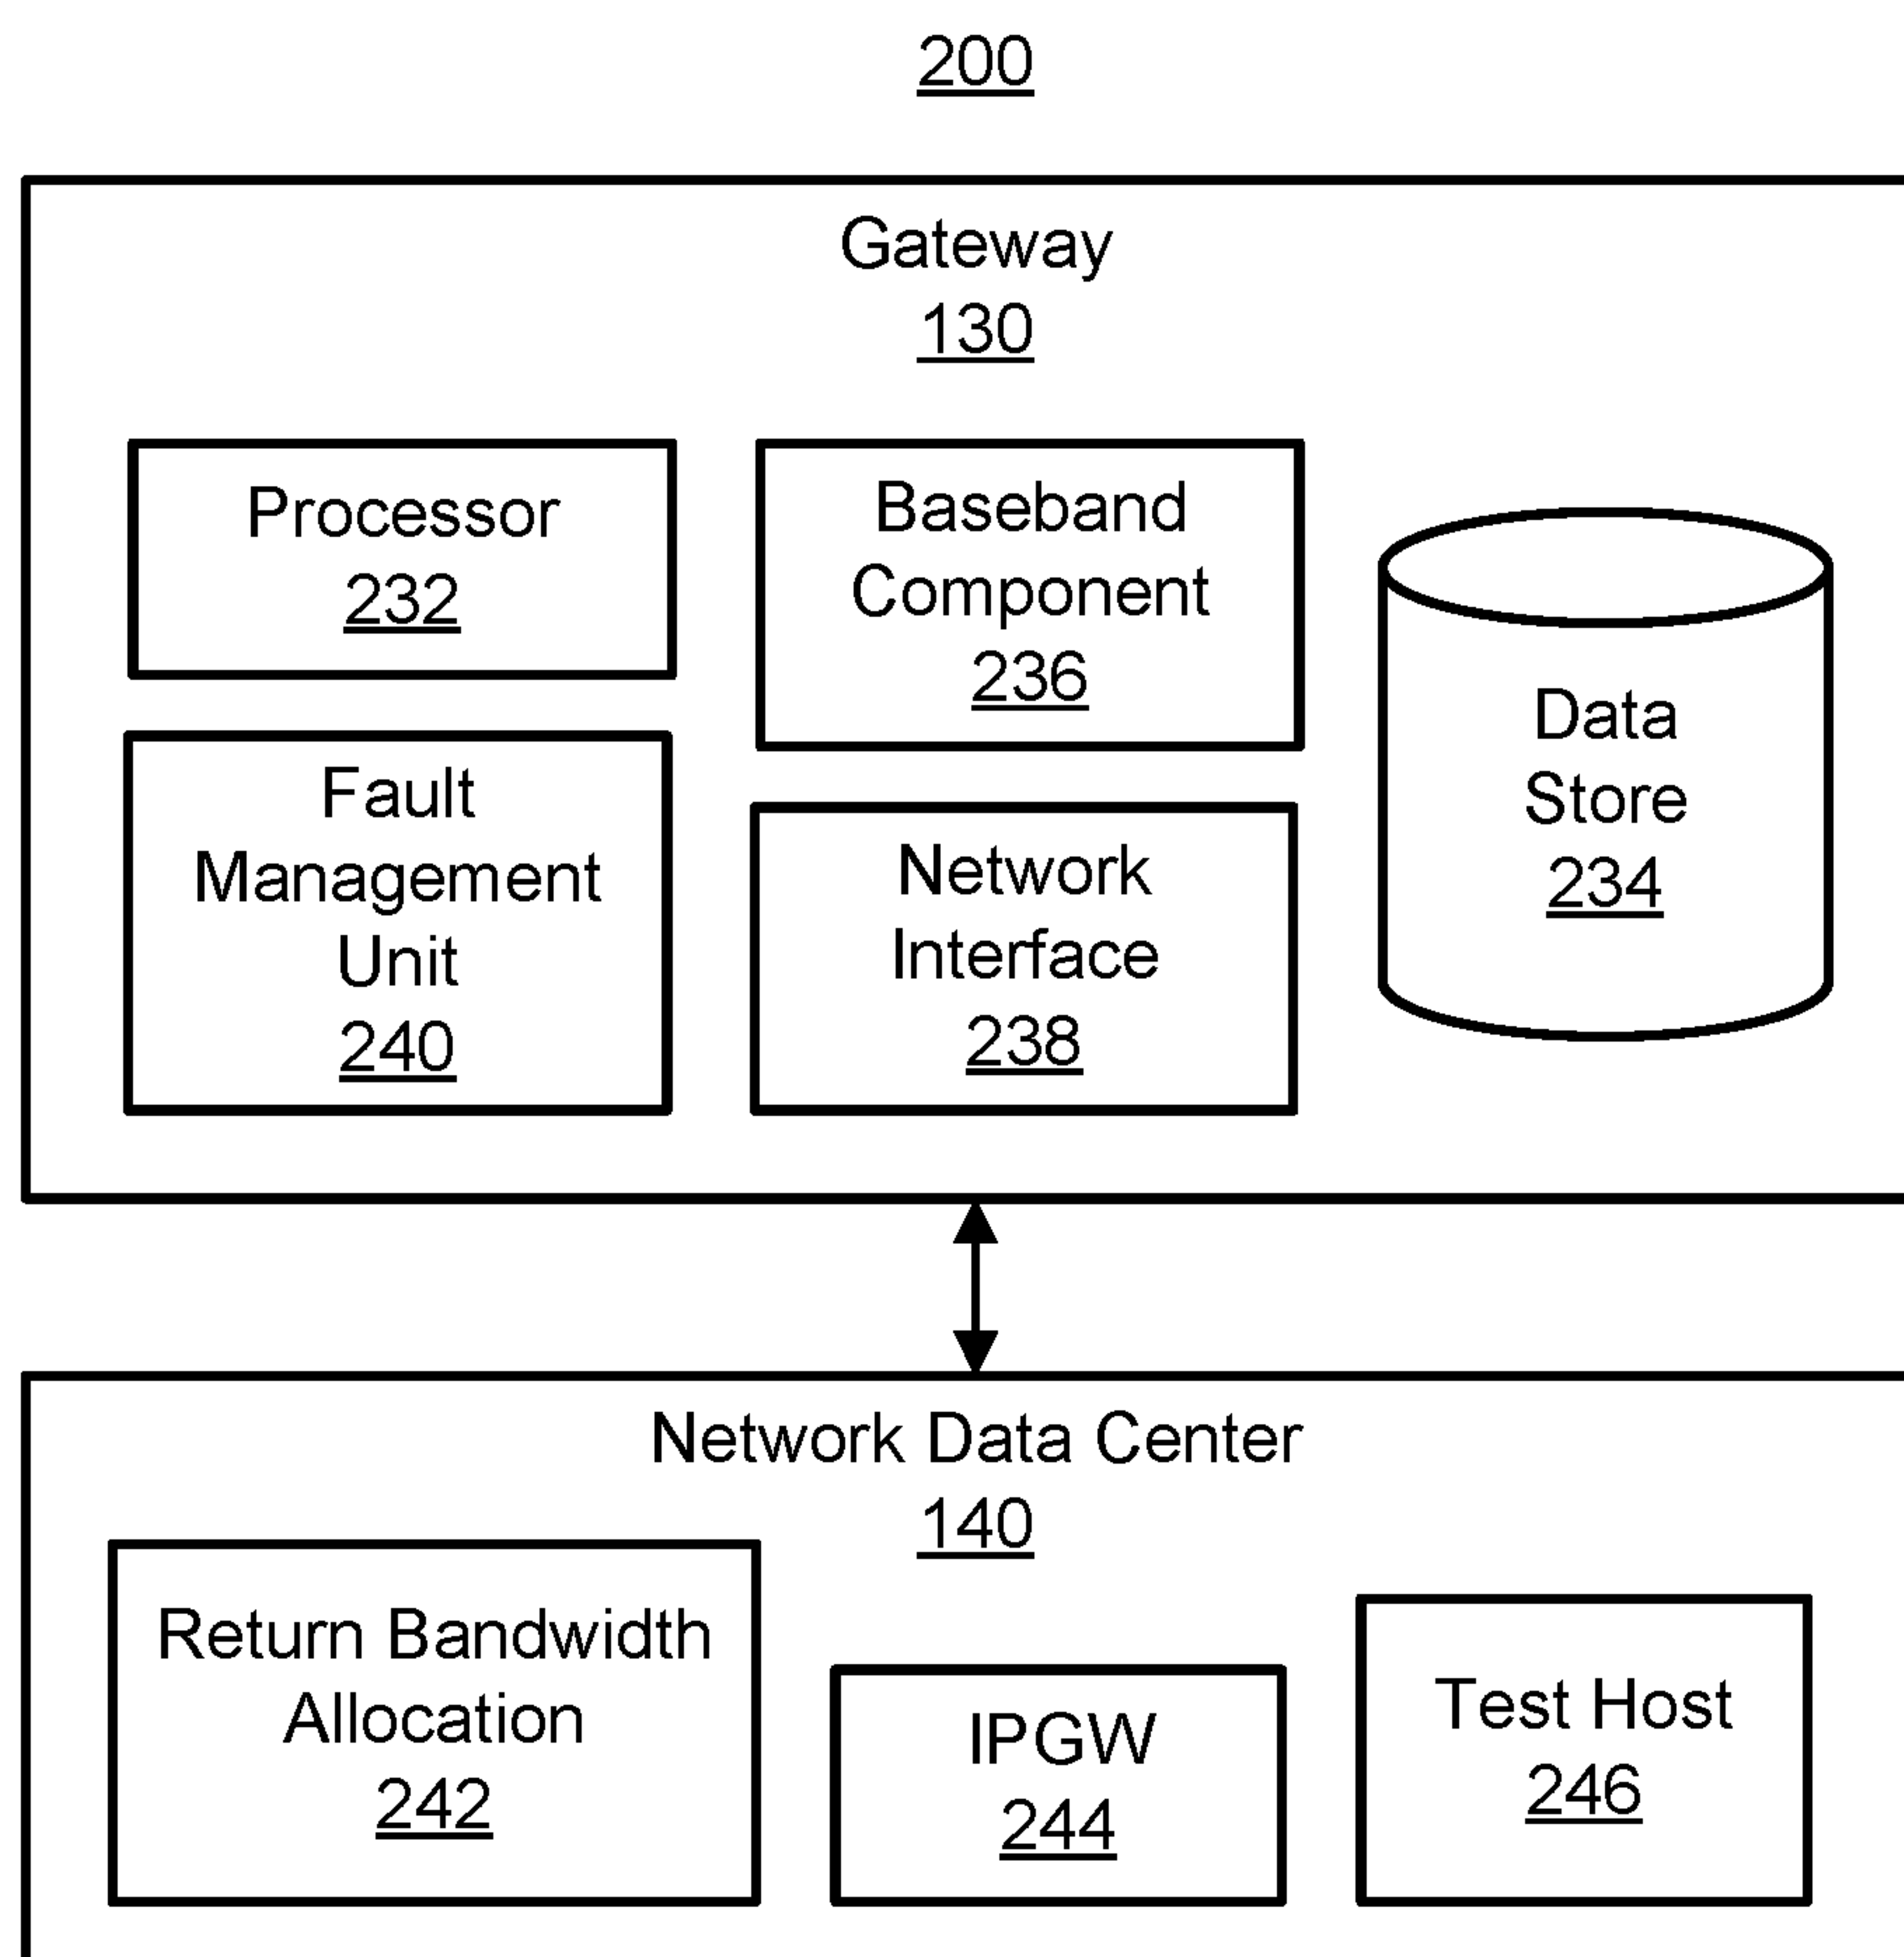 200
Gateway
130
Processor
232
Baseband
Component
236
Data
Store
234
Fault
Management
Unit
240
Network
Interface
238
Network Data Center
140
Return Bandwidth
Allocation
242
IPGW
244
Test Host
246